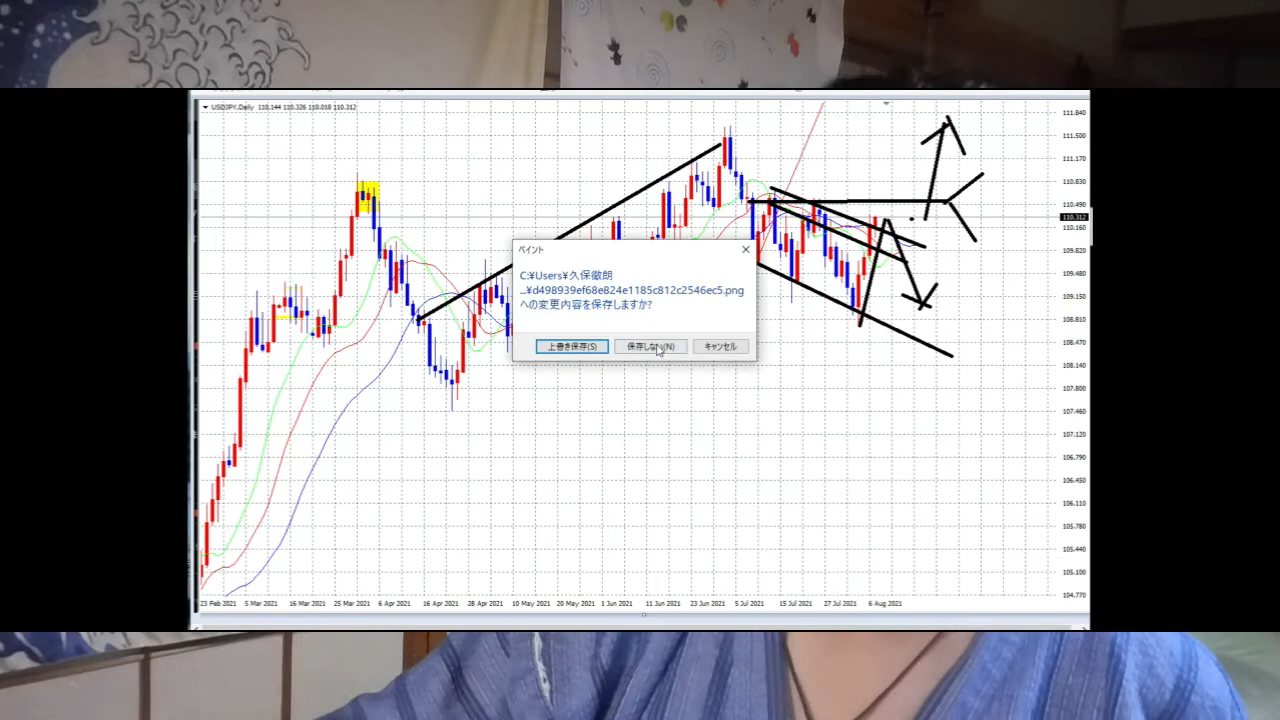 USDJPY,Daily 110.144 110.326 110.018 110.312
111.840
111.500
111.170
110.830
110.490
110.312
110.160
109.820
109.480
109.150
108.810
108.470
108.140
107.800
107.460
107.120
106.790
106.450
106.110
105.780
105.440
105.100
104.770
ペイント
C:¥Users¥久保徹朗
...¥d498939ef68e824e1185c812c2546ec5.png
への変更内容を保存しますか?
上書き保存(S)
保存しない(N)
キャンセル
23 Feb 2021 5 Mar 2021 16 Mar 2021 25 Mar 2021 6 Apr 2021 16 Apr 2021 28 Apr 2021 10 May 2021 20 May 2021 1 Jun 2021 11 Jun 2021 23 Jun 2021 5 Jul 2021 15 Jul 2021 27 Jul 2021 6 Aug 2021